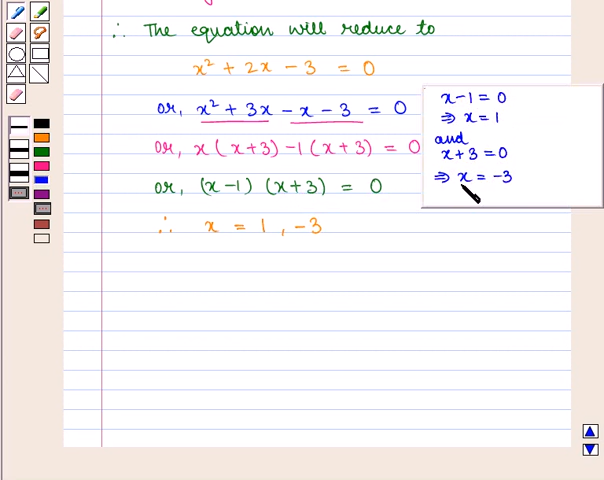 ∴ The equation will reduce to
x² + 2x − 3 = 0
or, x² + 3x − x − 3 = 0
or, x ( x+3) − 1 ( x + 3) = 0
or, (x−1) (x+3) = 0
∴ x = 1 , −3
x − 1 = 0
⇒ x = 1
and
x + 3 = 0
⇒ x = −3